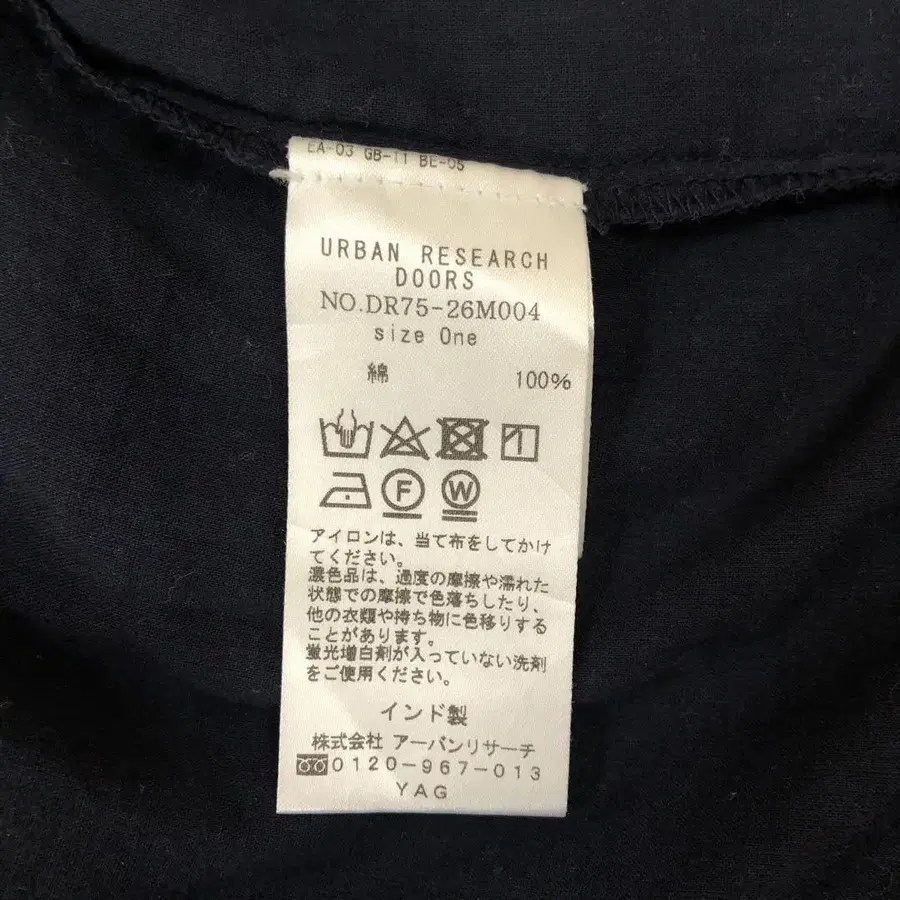 EA-03 GB-11 BE-05
URBAN RESEARCH
DOORS
NO.DR75-26M004
size One
綿 100%
F W
アイロンは、当て布をしてかけ
てください。
濃色品は、過度の摩擦や濡れた
状態での摩擦で色落ちしたり、
他の衣類や持ち物に色移りする
ことがあります。
蛍光増白剤が入っていない洗剤
をご使用ください。
インド製
株式会社 アーバンリサーチ
0120-967-013
YAG